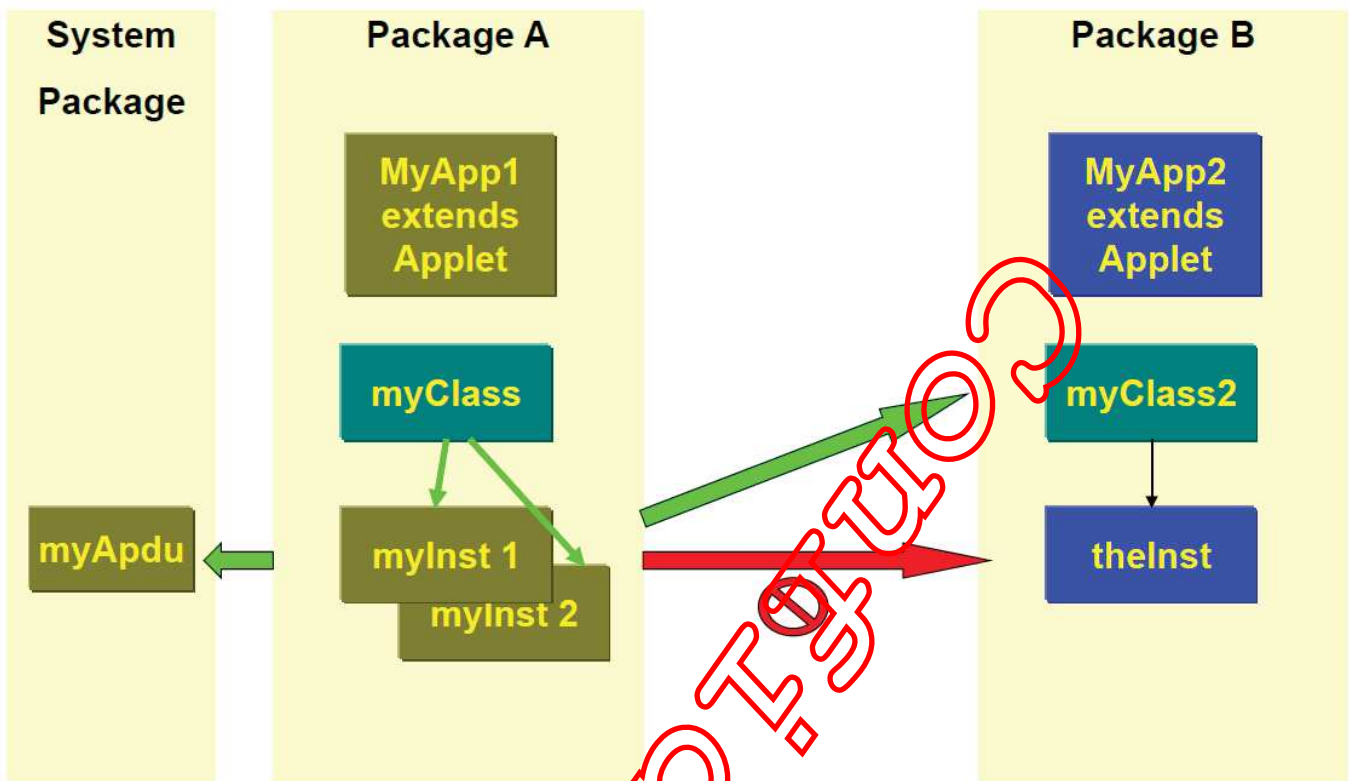 System
Package
Package A
Package B
MyApp1
extends
Applet
MyApp2
extends
Applet
myClass
myClass2
myApdu
myInst 1
myInst 2
theInst